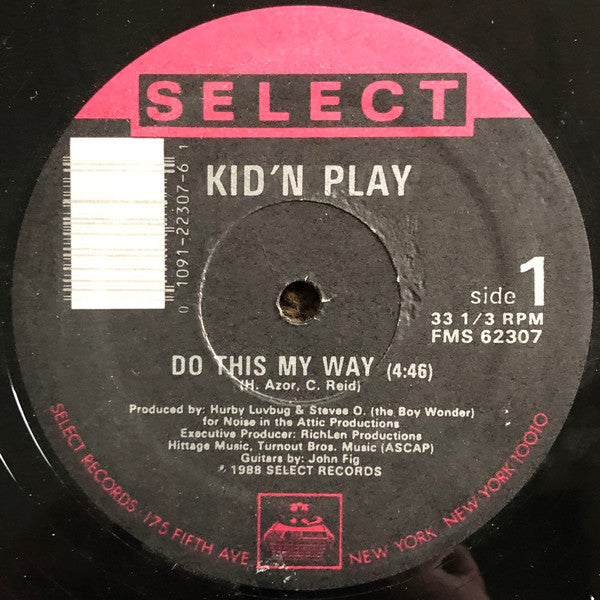 SELECT
KID'N PLAY
0 1091-22307-6 1
side 1
33 1/3 RPM
FMS 62307
DO THIS MY WAY (4:46)
(H. Azor, C. Reid)
Produced by: Hurby Luvbug & Stevee O. (the Boy Wonder)
for Noise in the Attic Productions
Executive Producer: RichLen Productions
Hittage Music, Turnout Bros. Music (ASCAP)
Guitars by: John Fig
℗ 1988 SELECT RECORDS
SELECT RECORDS 175 FIFTH AVE NEW YORK NEW YORK 10010